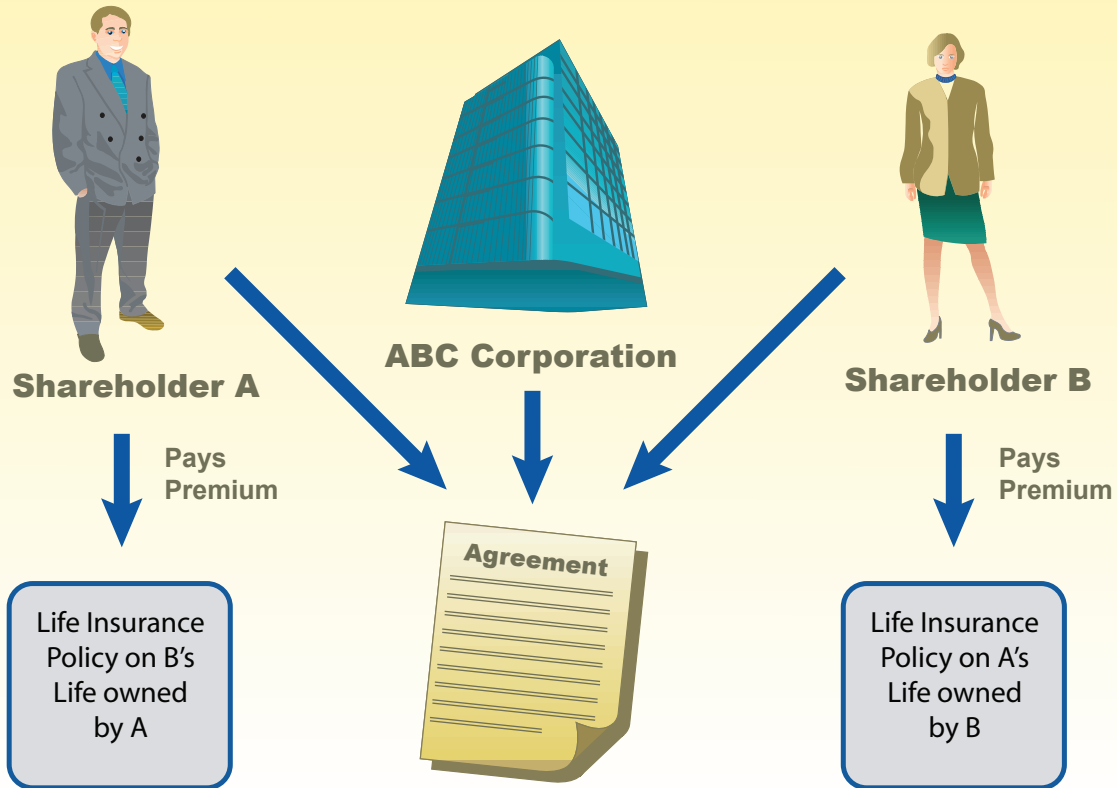 ABC Corporation
Shareholder A
Shareholder B
Pays
Premium
Pays
Premium
Agreement
Life Insurance
Policy on B’s
Life owned
by A
Life Insurance
Policy on A’s
Life owned
by B